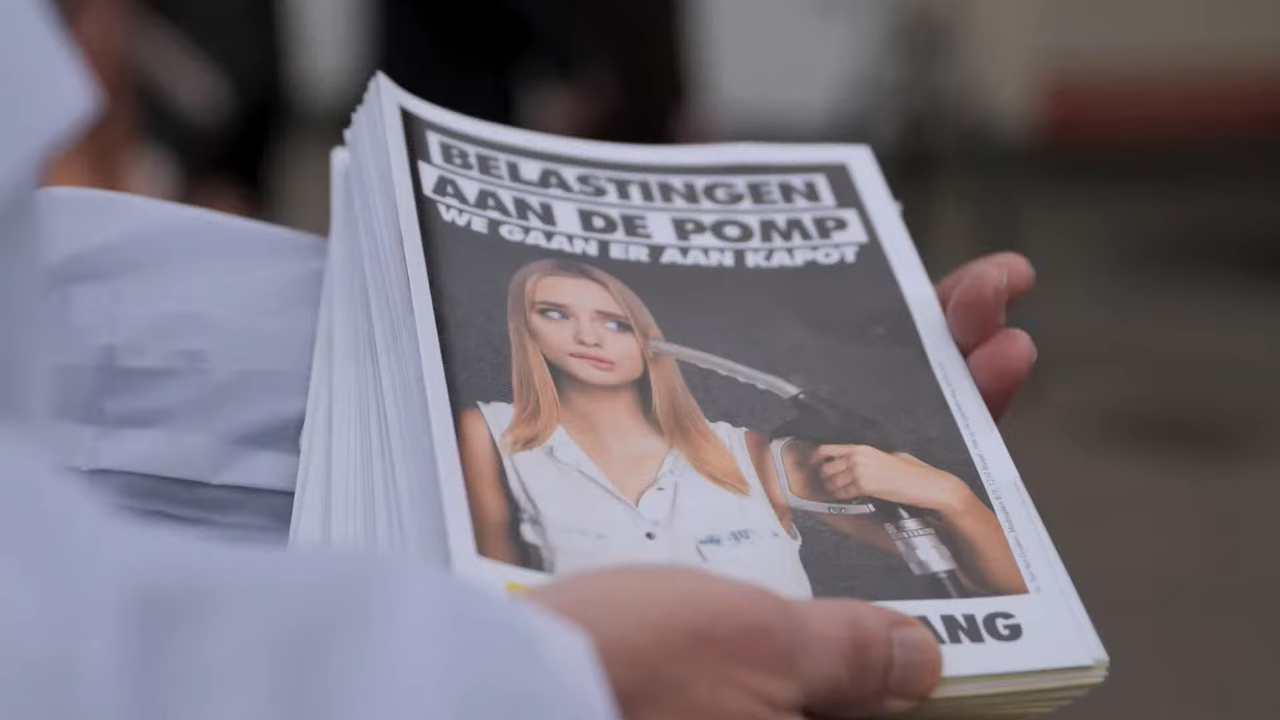 BELASTINGEN
AAN DE POMP
WE GAAN ER AAN KAPOT
ANG